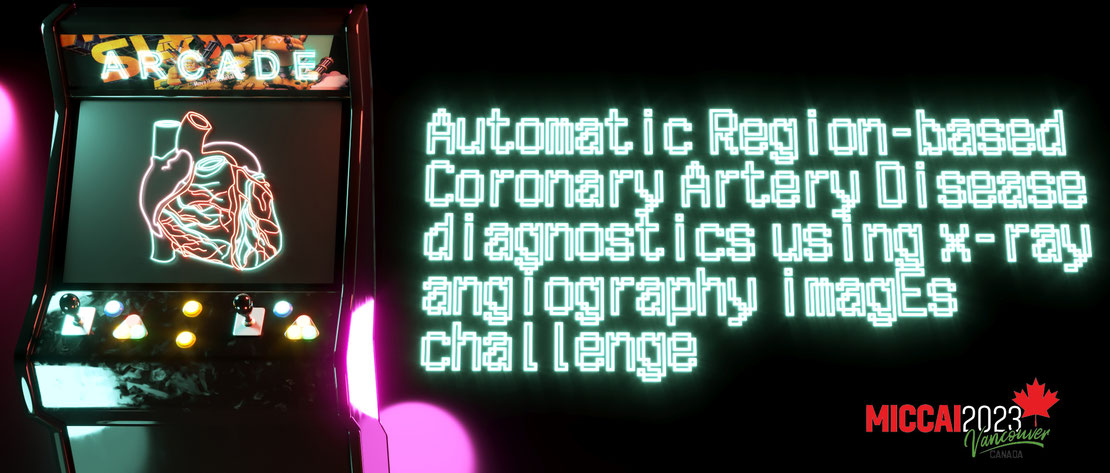 ARCADE
Automatic Region-based
Coronary Artery Disease
diagnostics using x-ray
angiography imagEs
challenge
MICCAI2023
Vancouver
CANADA